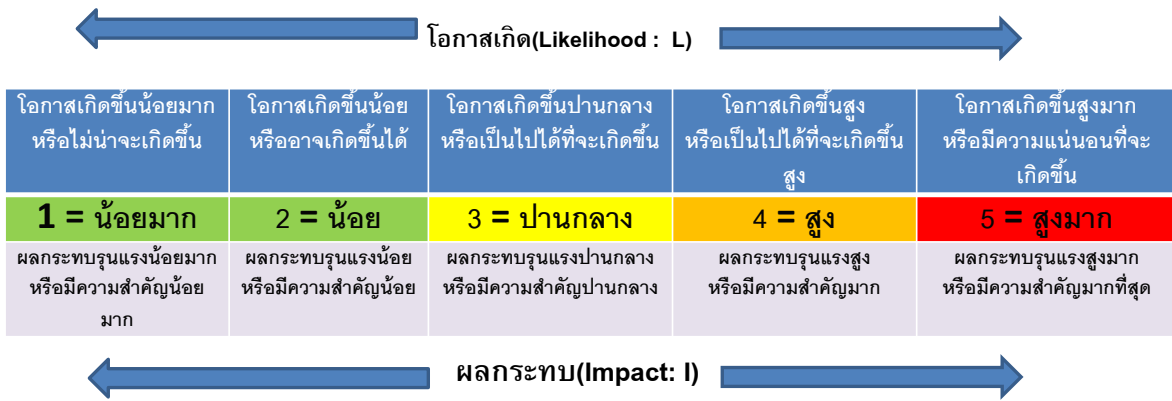 โอกาสเกิด(Likelihood : L)
โอกาสเกิดขึ้นน้อยมาก
หรือไม่น่าจะเกิดขึ้น
โอกาสเกิดขึ้นน้อย
หรืออาจเกิดขึ้นได้
โอกาสเกิดขึ้นปานกลาง
หรือเป็นไปได้ที่จะเกิดขึ้น
โอกาสเกิดขึ้นสูง
หรือเป็นไปได้ที่จะเกิดขึ้น
สูง
โอกาสเกิดขึ้นสูงมาก
หรือมีความแน่นอนที่จะ
เกิดขึ้น
1 = น้อยมาก
2 = น้อย
3 = ปานกลาง
4 = สูง
5 = สูงมาก
ผลกระทบรุนแรงน้อยมาก
หรือมีความสำคัญน้อย
มาก
ผลกระทบรุนแรงน้อย
หรือมีความสำคัญน้อย
ผลกระทบรุนแรงปานกลาง
หรือมีความสำคัญปานกลาง
ผลกระทบรุนแรงสูง
หรือมีความสำคัญมาก
ผลกระทบรุนแรงสูงมาก
หรือมีความสำคัญมากที่สุด
ผลกระทบ(Impact: I)